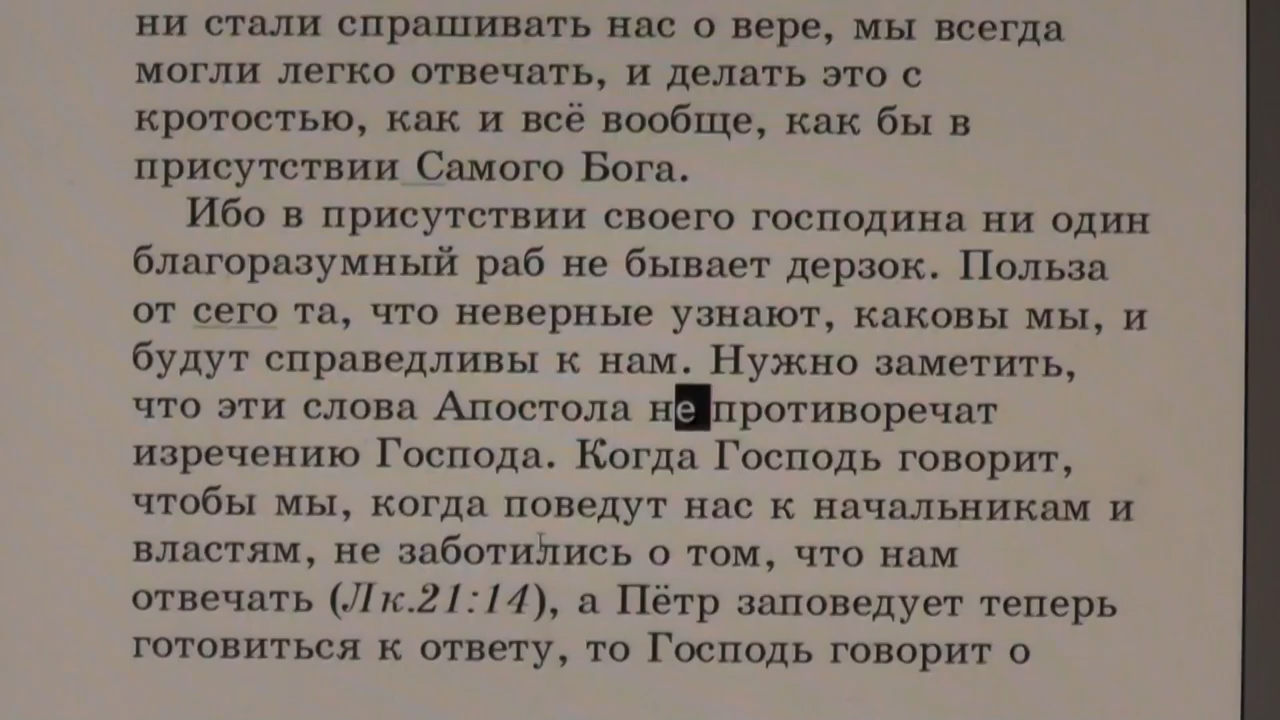 ни стали спрашивать нас о вере, мы всегда
могли легко отвечать, и делать это с
кротостью, как и всё вообще, как бы в
присутствии Самого Бога.
Ибо в присутствии своего господина ни один
благоразумный раб не бывает дерзок. Польза
от сего та, что неверные узнают, каковы мы, и
будут справедливы к нам. Нужно заметить,
что эти слова Апостола не противоречат
изречению Господа. Когда Господь говорит,
чтобы мы, когда поведут нас к начальникам и
властям, не заботились о том, что нам
отвечать (Лк.21:14), а Пётр заповедует теперь
готовиться к ответу, то Господь говорит о